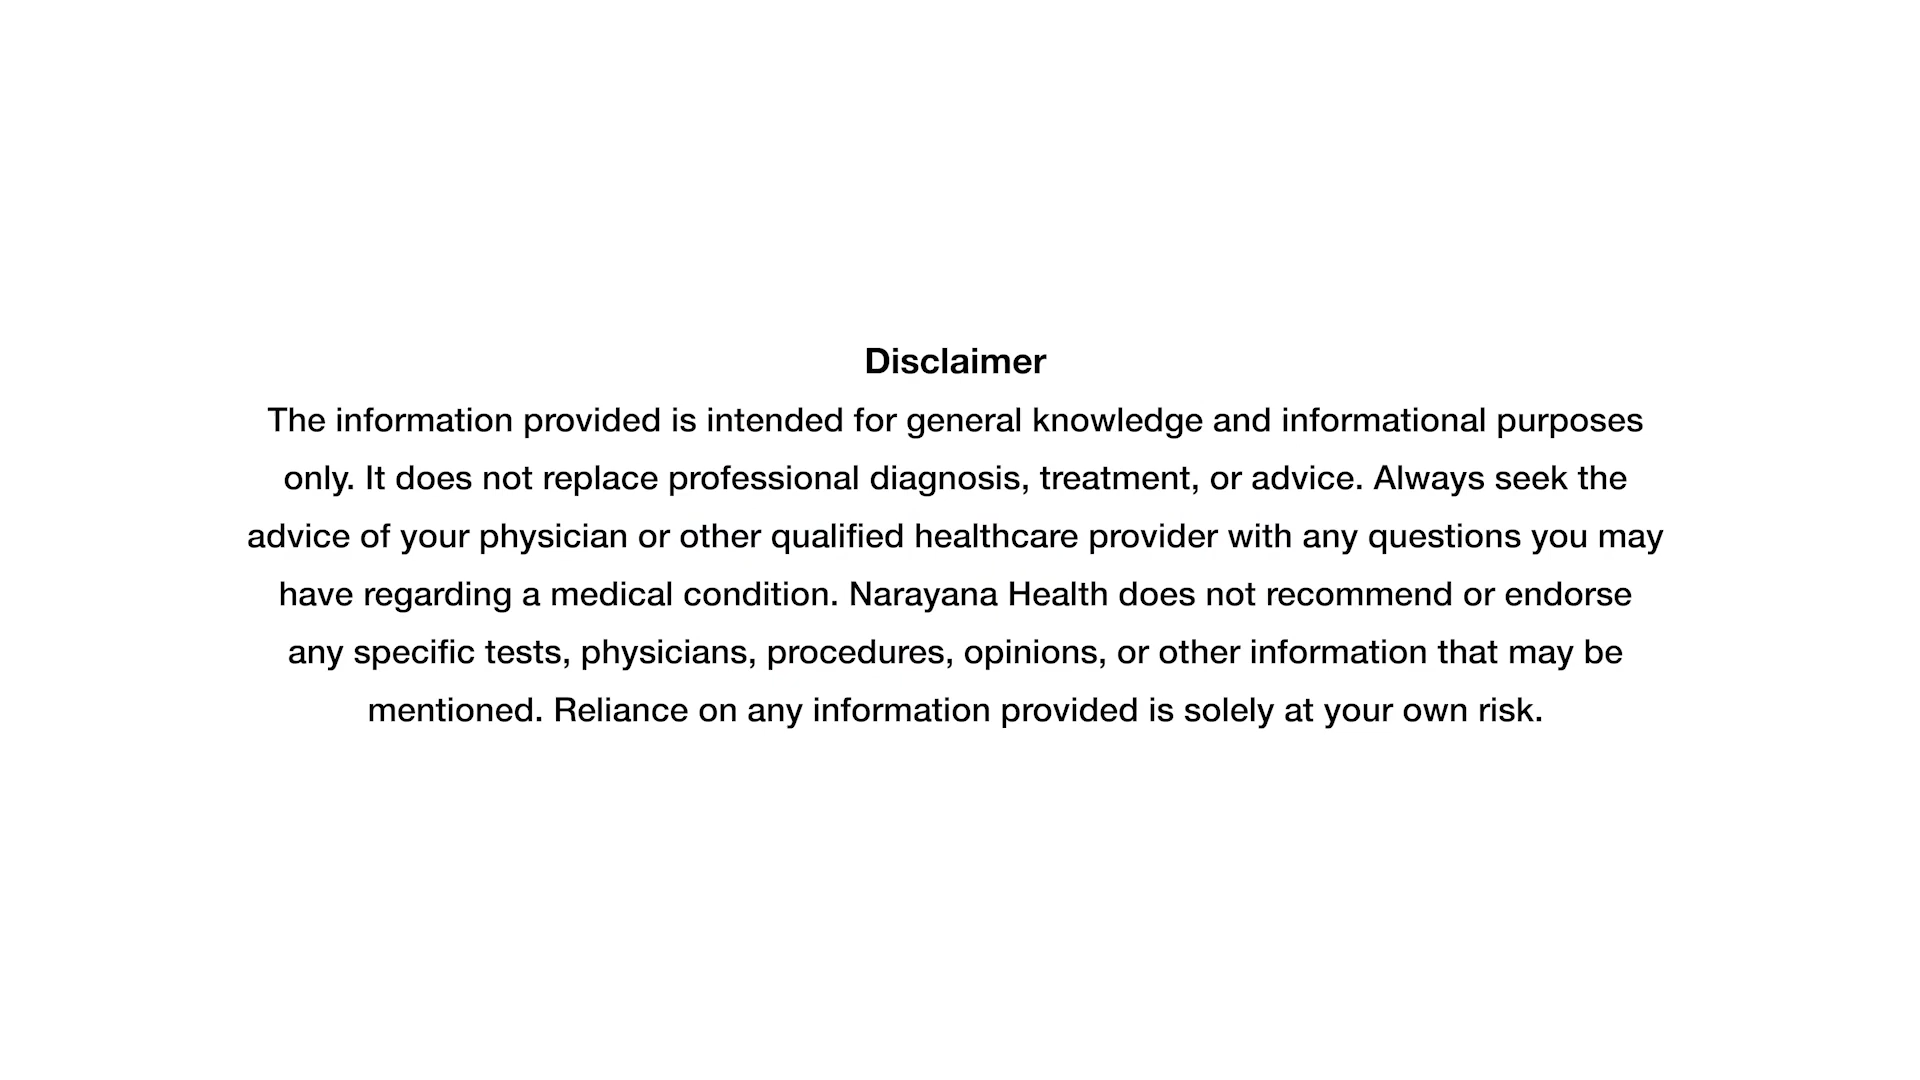 Disclaimer
The information provided is intended for general knowledge and informational purposes
only. It does not replace professional diagnosis, treatment, or advice. Always seek the
advice of your physician or other qualified healthcare provider with any questions you may
have regarding a medical condition. Narayana Health does not recommend or endorse
any specific tests, physicians, procedures, opinions, or other information that may be
mentioned. Reliance on any information provided is solely at your own risk.